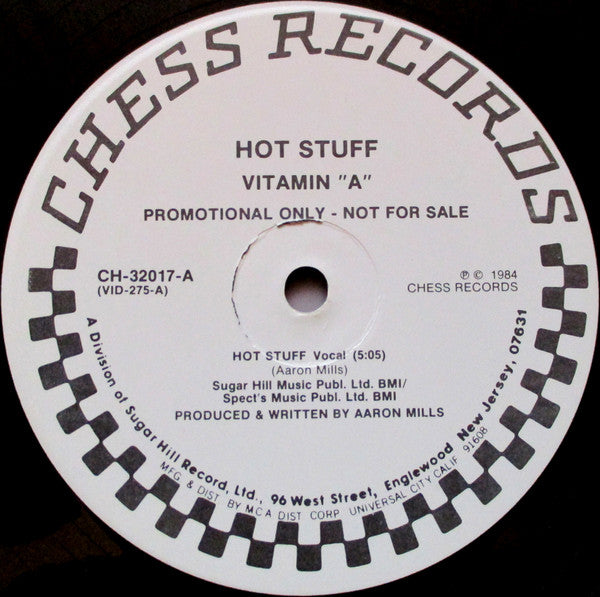 CHESS RECORDS
HOT STUFF
VITAMIN "A"
PROMOTIONAL ONLY - NOT FOR SALE
CH-32017-A
(VID-275-A)
℗ © 1984
CHESS RECORDS
HOT STUFF Vocal (5:05)
(Aaron Mills)
Sugar Hill Music Publ. Ltd. BMI/
Spect's Music Publ. Ltd. BMI
PRODUCED & WRITTEN BY AARON MILLS
A Division of Sugar Hill Record, Ltd., 96 West Street, Englewood New Jersey, 07631
MFG & DIST BY MCA DIST CORP UNIVERSAL CITY CALIF 91608